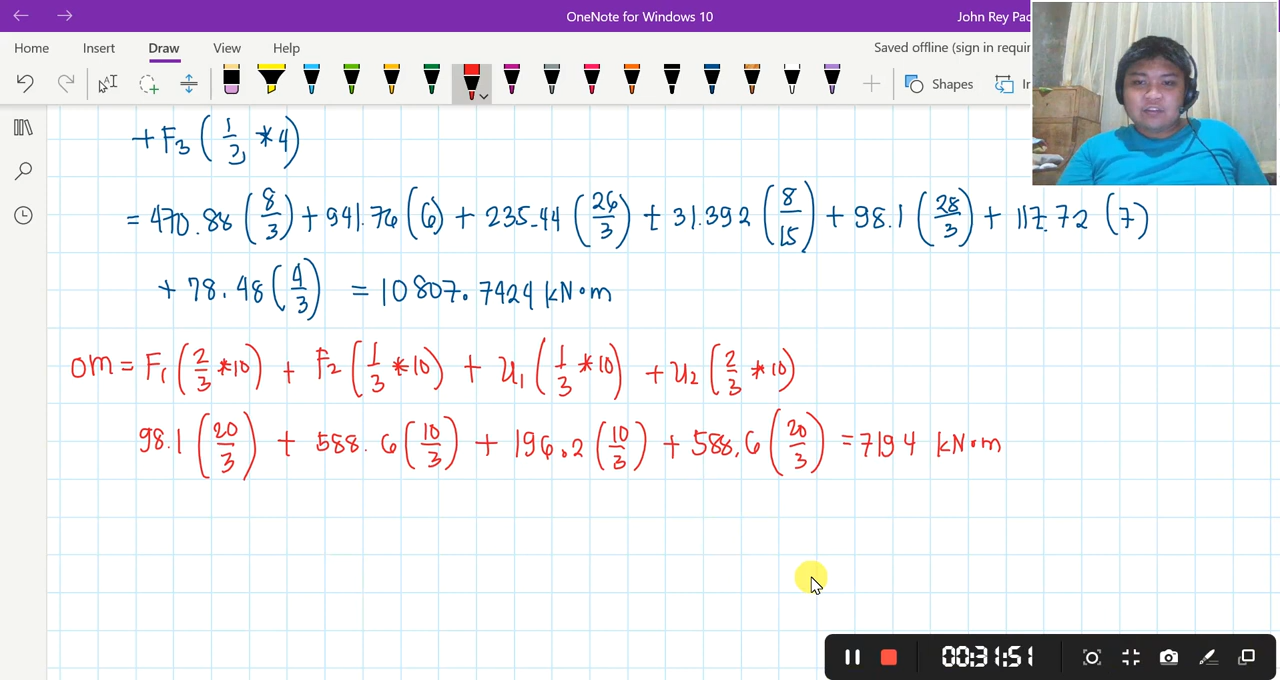 OneNote for Windows 10
John Rey Pac
Home Insert Draw View Help
Saved offline (sign in requir
Shapes
In
+ F3 (1/3 * 4)
= 470.88 (8/3) + 941.76 (6) + 235.44 (26/3) + 31.392 (8/15) + 98.1 (28/3) + 117.72 (7)
+ 78.48 (4/3) = 10807.7424 kN·m
OM = F1 (2/3 * 10) + F2 (1/3 * 10) + U1 (1/3 * 10) + U2 (2/3 * 10)
98.1 (20/3) + 588.6 (10/3) + 196.2 (10/3) + 588.6 (20/3) = 7194 kN·m
00:31:51